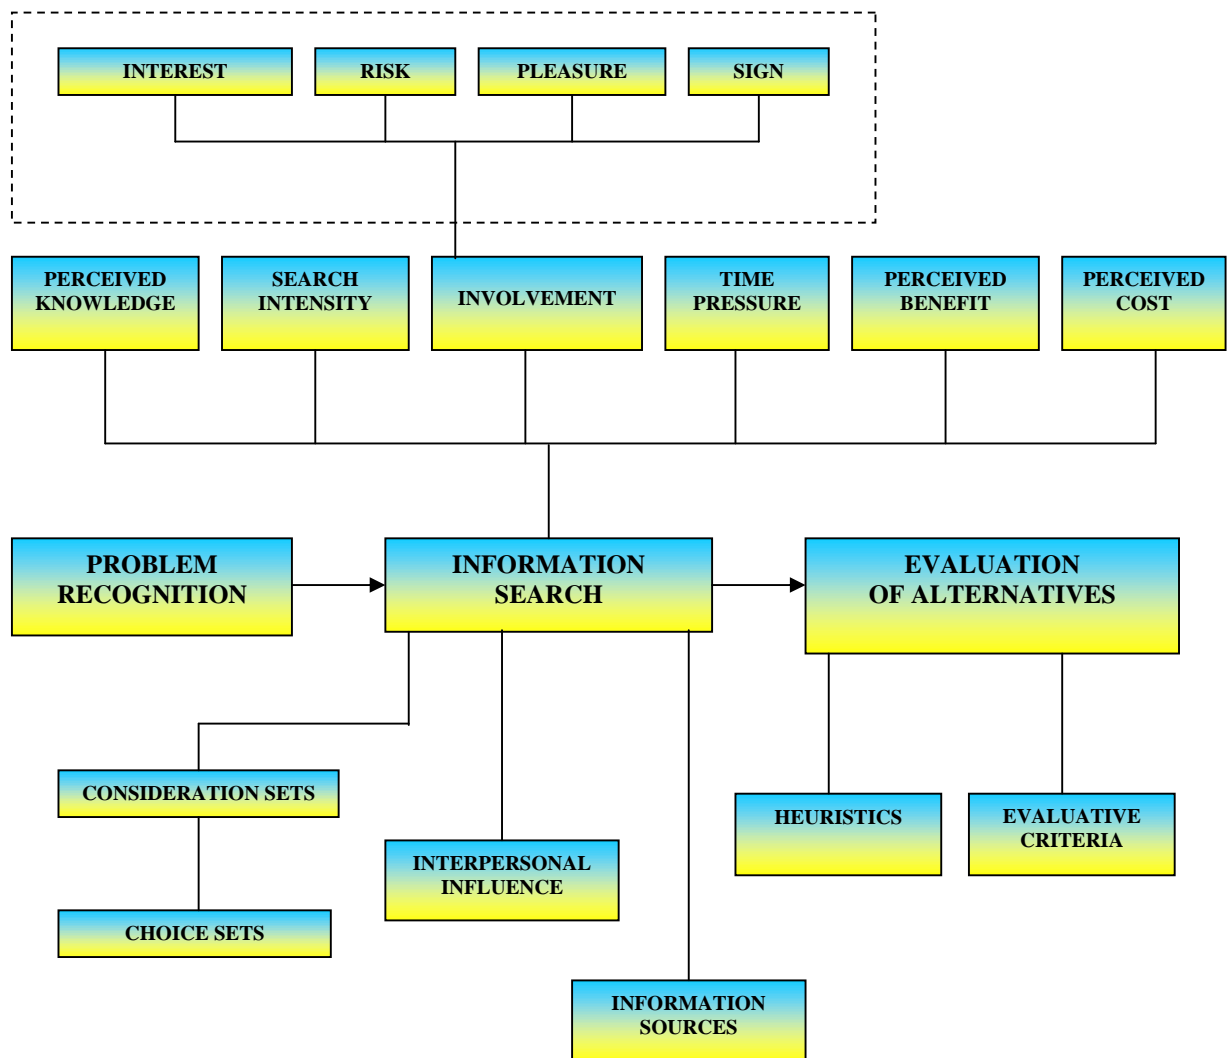 INTEREST
RISK
PLEASURE
SIGN
PERCEIVED
KNOWLEDGE
SEARCH
INTENSITY
INVOLVEMENT
TIME
PRESSURE
PERCEIVED
BENEFIT
PERCEIVED
COST
PROBLEM
RECOGNITION
INFORMATION
SEARCH
EVALUATION
OF ALTERNATIVES
CONSIDERATION SETS
HEURISTICS
EVALUATIVE
CRITERIA
INTERPERSONAL
INFLUENCE
CHOICE SETS
INFORMATION
SOURCES